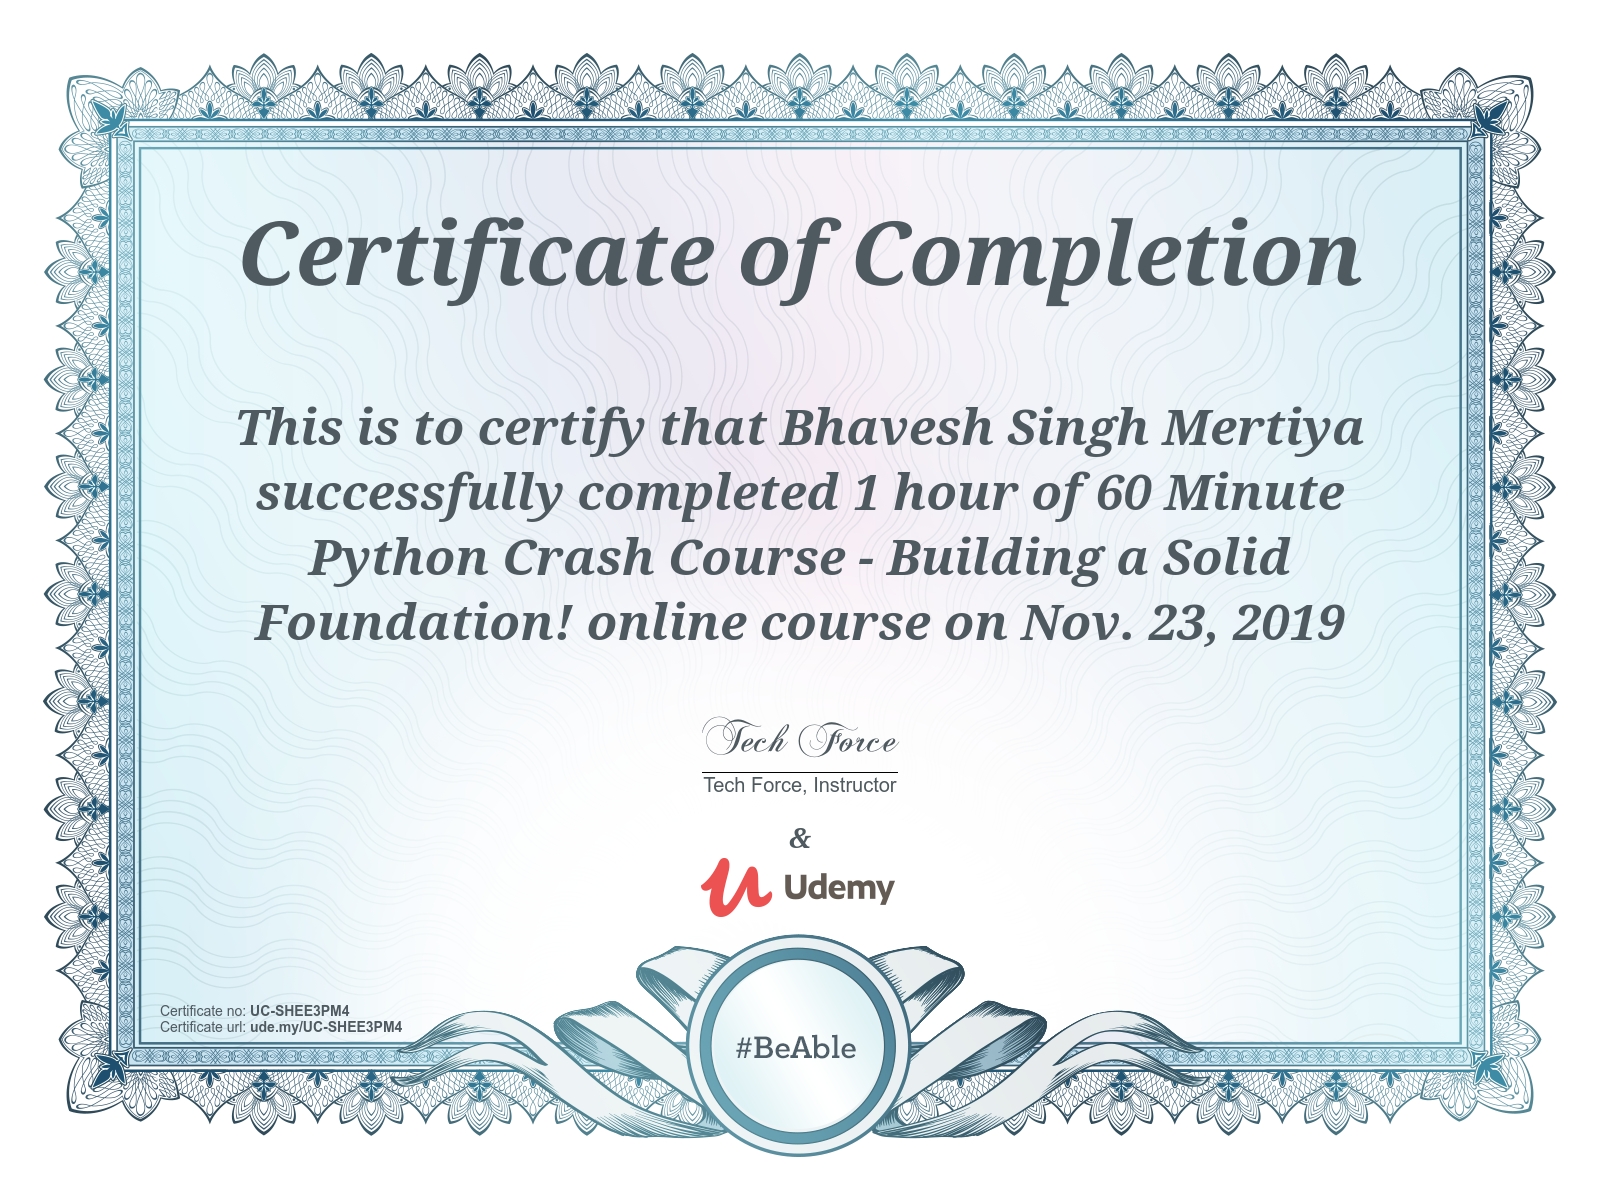 Certificate of Completion
This is to certify that Bhavesh Singh Mertiya
successfully completed 1 hour of 60 Minute
Python Crash Course - Building a Solid
Foundation! online course on Nov. 23, 2019
Tech Force
Tech Force, Instructor
&
Udemy
Certificate no: UC-SHEE3PM4
Certificate url: ude.my/UC-SHEE3PM4
#BeAble